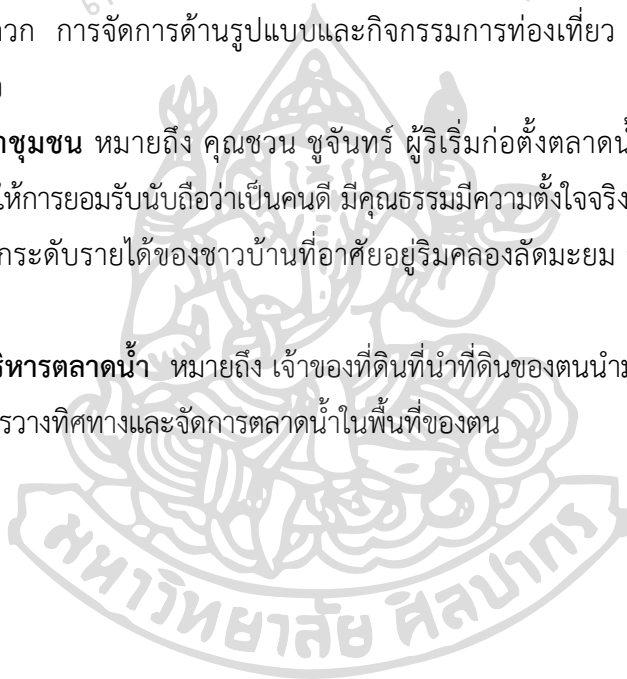 วก การจัดการด้านรูปแบบและกิจกรรมการท่องเที่ยว
ชุมชน หมายถึง คุณชวน ชูจันทร์ ผู้ริเริ่มก่อตั้งตลาดน้ำ
ให้การยอมรับนับถือว่าเป็นคนดี มีคุณธรรมมีความตั้งใจจริง
กระดับรายได้ของชาวบ้านที่อาศัยอยู่ริมคลองลัดมะยม
ริหารตลาดน้ำ หมายถึง เจ้าของที่ดินที่นำที่ดินของตนนำม
รวางทิศทางและจัดการตลาดน้ำในพื้นที่ของตน
มหาวิทยาลัย ศิลปากร